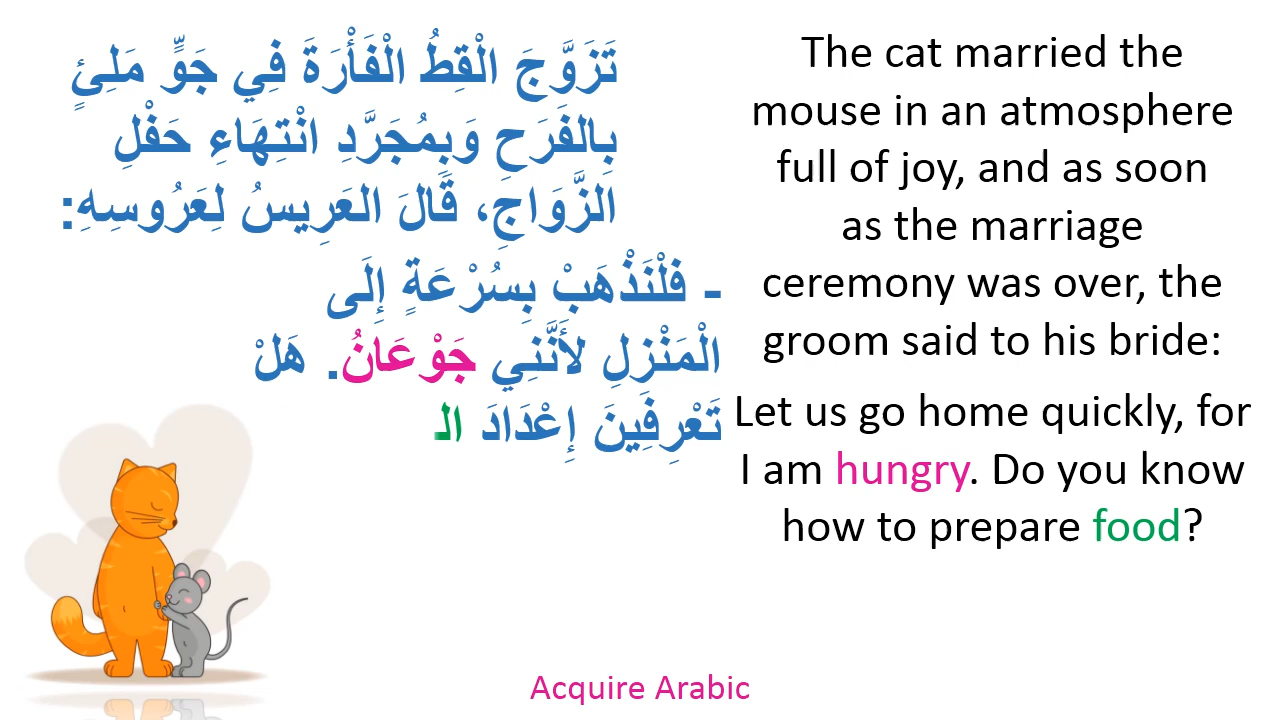 تَزَوَّجَ الْقِطُ الْفَأْرَةَ فِي جَوٍّ مَلِئٍ
بِالفَرَحِ وَبِمُجَرَّدِ انْتِهَاءِ حَفْلِ
الزَّوَاجِ، قَالَ العَرِيسُ لِعَرُوسِهِ:
- فَلْنَذْهَبْ بِسُرْعَةٍ إِلَى
الْمَنْزِلِ لأَنَّنِي جَوْعَانُ. هَلْ
تَعْرِفِينَ إِعْدَادَ الـ
The cat married the
mouse in an atmosphere
full of joy, and as soon
as the marriage
ceremony was over, the
groom said to his bride:
Let us go home quickly, for
I am hungry. Do you know
how to prepare food?
Acquire Arabic